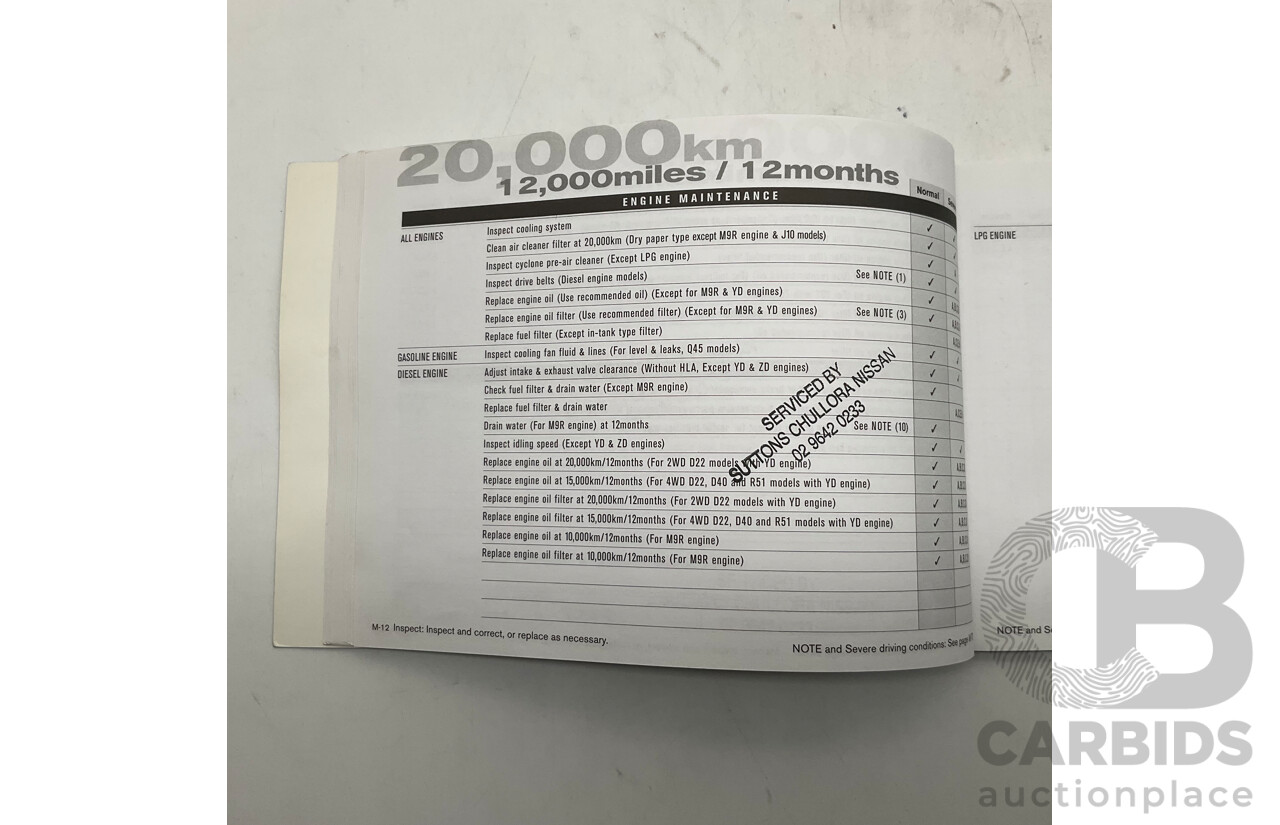 20,000km
12,000miles / 12months
ENGINE MAINTENANCE Normal
ALL ENGINES Inspect cooling system ✓
Clean air cleaner filter at 20,000km (Dry paper type except M9R engine & J10 models) ✓
Inspect cyclone pre-air cleaner (Except LPG engine) ✓
Inspect drive belts (Diesel engine models) See NOTE (1) ✓
Replace engine oil (Use recommended oil) (Except for M9R & YD engines) ✓
Replace engine oil filter (Use recommended filter) (Except for M9R & YD engines) See NOTE (3) ✓
Replace fuel filter (Except in-tank type filter)
GASOLINE ENGINE Inspect cooling fan fluid & lines (For level & leaks, Q45 models) ✓
DIESEL ENGINE Adjust intake & exhaust valve clearance (Without HLA, Except YD & ZD engines) ✓
Check fuel filter & drain water (Except M9R engine) ✓
Replace fuel filter & drain water
Drain water (For M9R engine) at 12months See NOTE (10) ✓
Inspect idling speed (Except YD & ZD engines) ✓
Replace engine oil at 20,000km/12months (For 2WD D22 models with YD engine) ✓
Replace engine oil at 15,000km/12months (For 4WD D22, D40 and R51 models with YD engine) ✓
Replace engine oil filter at 20,000km/12months (For 2WD D22 models with YD engine) ✓
Replace engine oil filter at 15,000km/12months (For 4WD D22, D40 and R51 models with YD engine) ✓
Replace engine oil at 10,000km/12months (For M9R engine) ✓
Replace engine oil filter at 10,000km/12months (For M9R engine) ✓
SERVICED BY
SUTTONS CHULLORA NISSAN
02 9642 0233
M-12 Inspect: Inspect and correct, or replace as necessary.
NOTE and Severe driving conditions: See page
LPG ENGINE
NOTE and
CB
CARBIDS
auctionplace